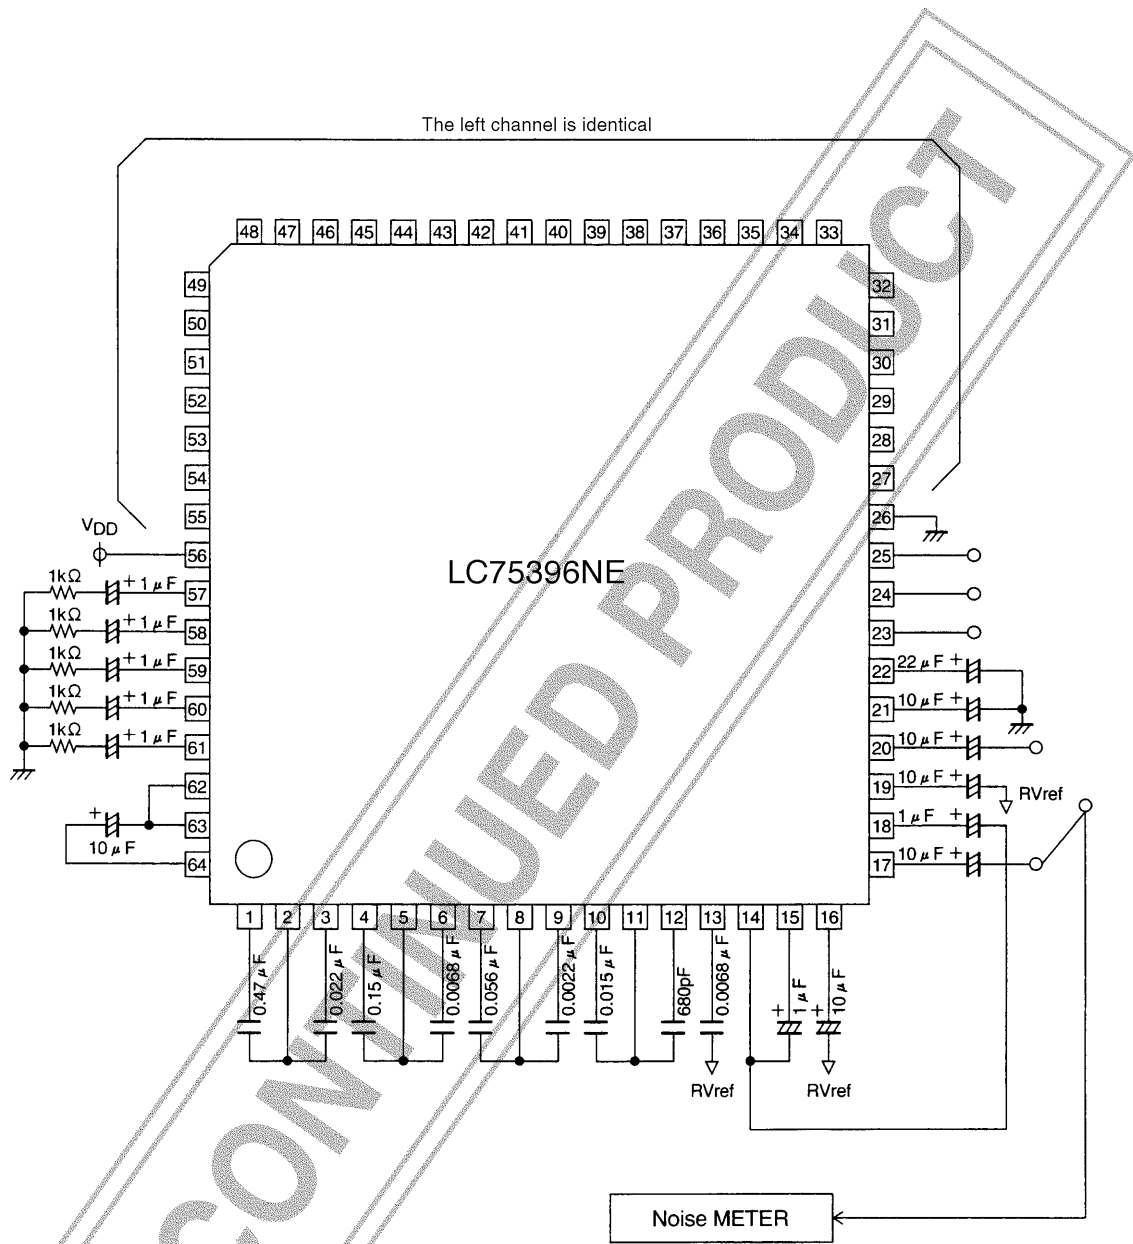 The left channel is identical
48 47 46 45 44 43 42 41 40 39 38 37 36 35 34 33
49
50
51
52
53
54
55
VDD
56
1kΩ + 1 μF 57
1kΩ + 1 μF 58
1kΩ + 1 μF 59
1kΩ + 1 μF 60
1kΩ + 1 μF 61
62
+ 63
10 μF
64
LC75396NE
32
31
30
29
28
27
26
25
24
23
22 22 μF +
21 10 μF +
20 10 μF +
19 10 μF + RVref
18 1 μF +
17 10 μF +
1 2 3 4 5 6 7 8 9 10 11 12 13 14 15 16
0.47 μF
0.022 μF
0.15 μF
0.0068 μF
0.056 μF
0.0022 μF
0.015 μF
680pF
0.0068 μF
+ 1 μF
+ 10 μF
RVref
RVref
Noise METER
CONTINUED PRODUCT